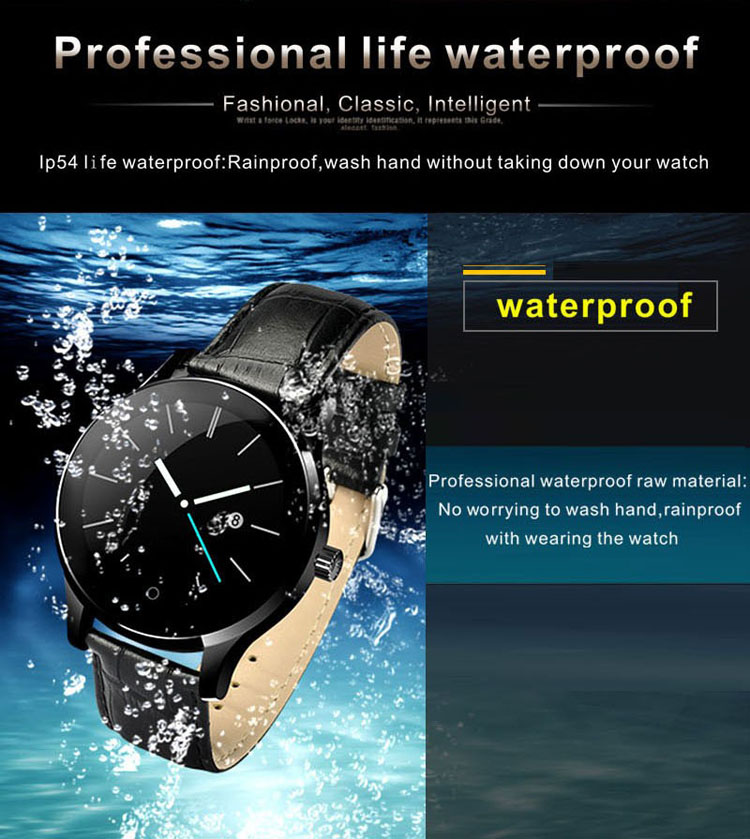 Professional life waterproof
Fashional, Classic, Intelligent
Wrist a force Locke, is your identity identification, it represents this Grade,
elegant. fashion.
Ip54 life waterproof:Rainproof,wash hand without taking down your watch
waterproof
Professional waterproof raw material:
No worrying to wash hand,rainproof
with wearing the watch
8